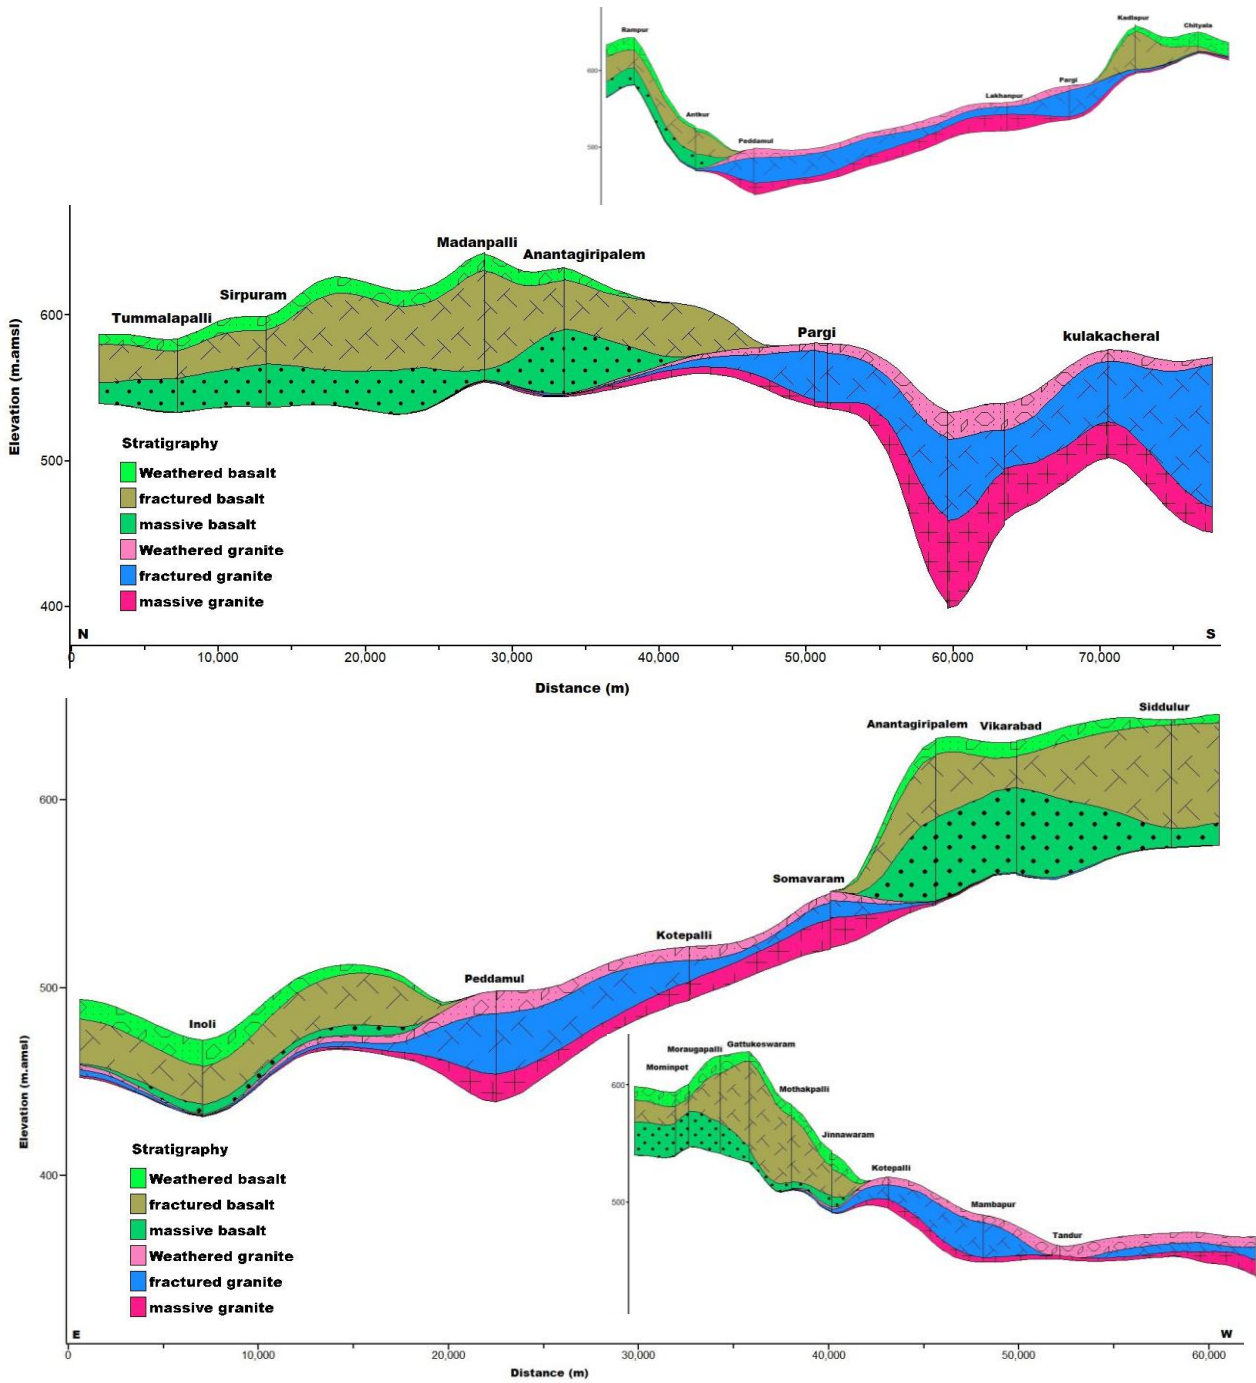 Rampur
Kadlapur
Chityala
600
Pargi
Lakhanpur
Antkur
Peddamul
500
Madanpalli
Anantagiripalem
Sirpuram
Tummalapalli
600
Pargi
kulakacheral
Elevation (m.amsl)
500
Stratigraphy
Weathered basalt
fractured basalt
massive basalt
Weathered granite
fractured granite
massive granite
400
N
S
0 10,000 20,000 30,000 40,000 50,000 60,000 70,000
Distance (m)
Siddulur
Anantagiripalem
Vikarabad
600
Somavaram
Kotepalli
Peddamul
500
Inoli
Elevation (m.amsl)
Gattukeswaram
Moraugapalli
Mominpet
600
Mothakpalli
Jinnawaram
Kotepalli
500
Mambapur
Tandur
Stratigraphy
Weathered basalt
400
fractured basalt
massive basalt
Weathered granite
fractured granite
massive granite
E
W
0 10,000 20,000 30,000 40,000 50,000 60,000
Distance (m)